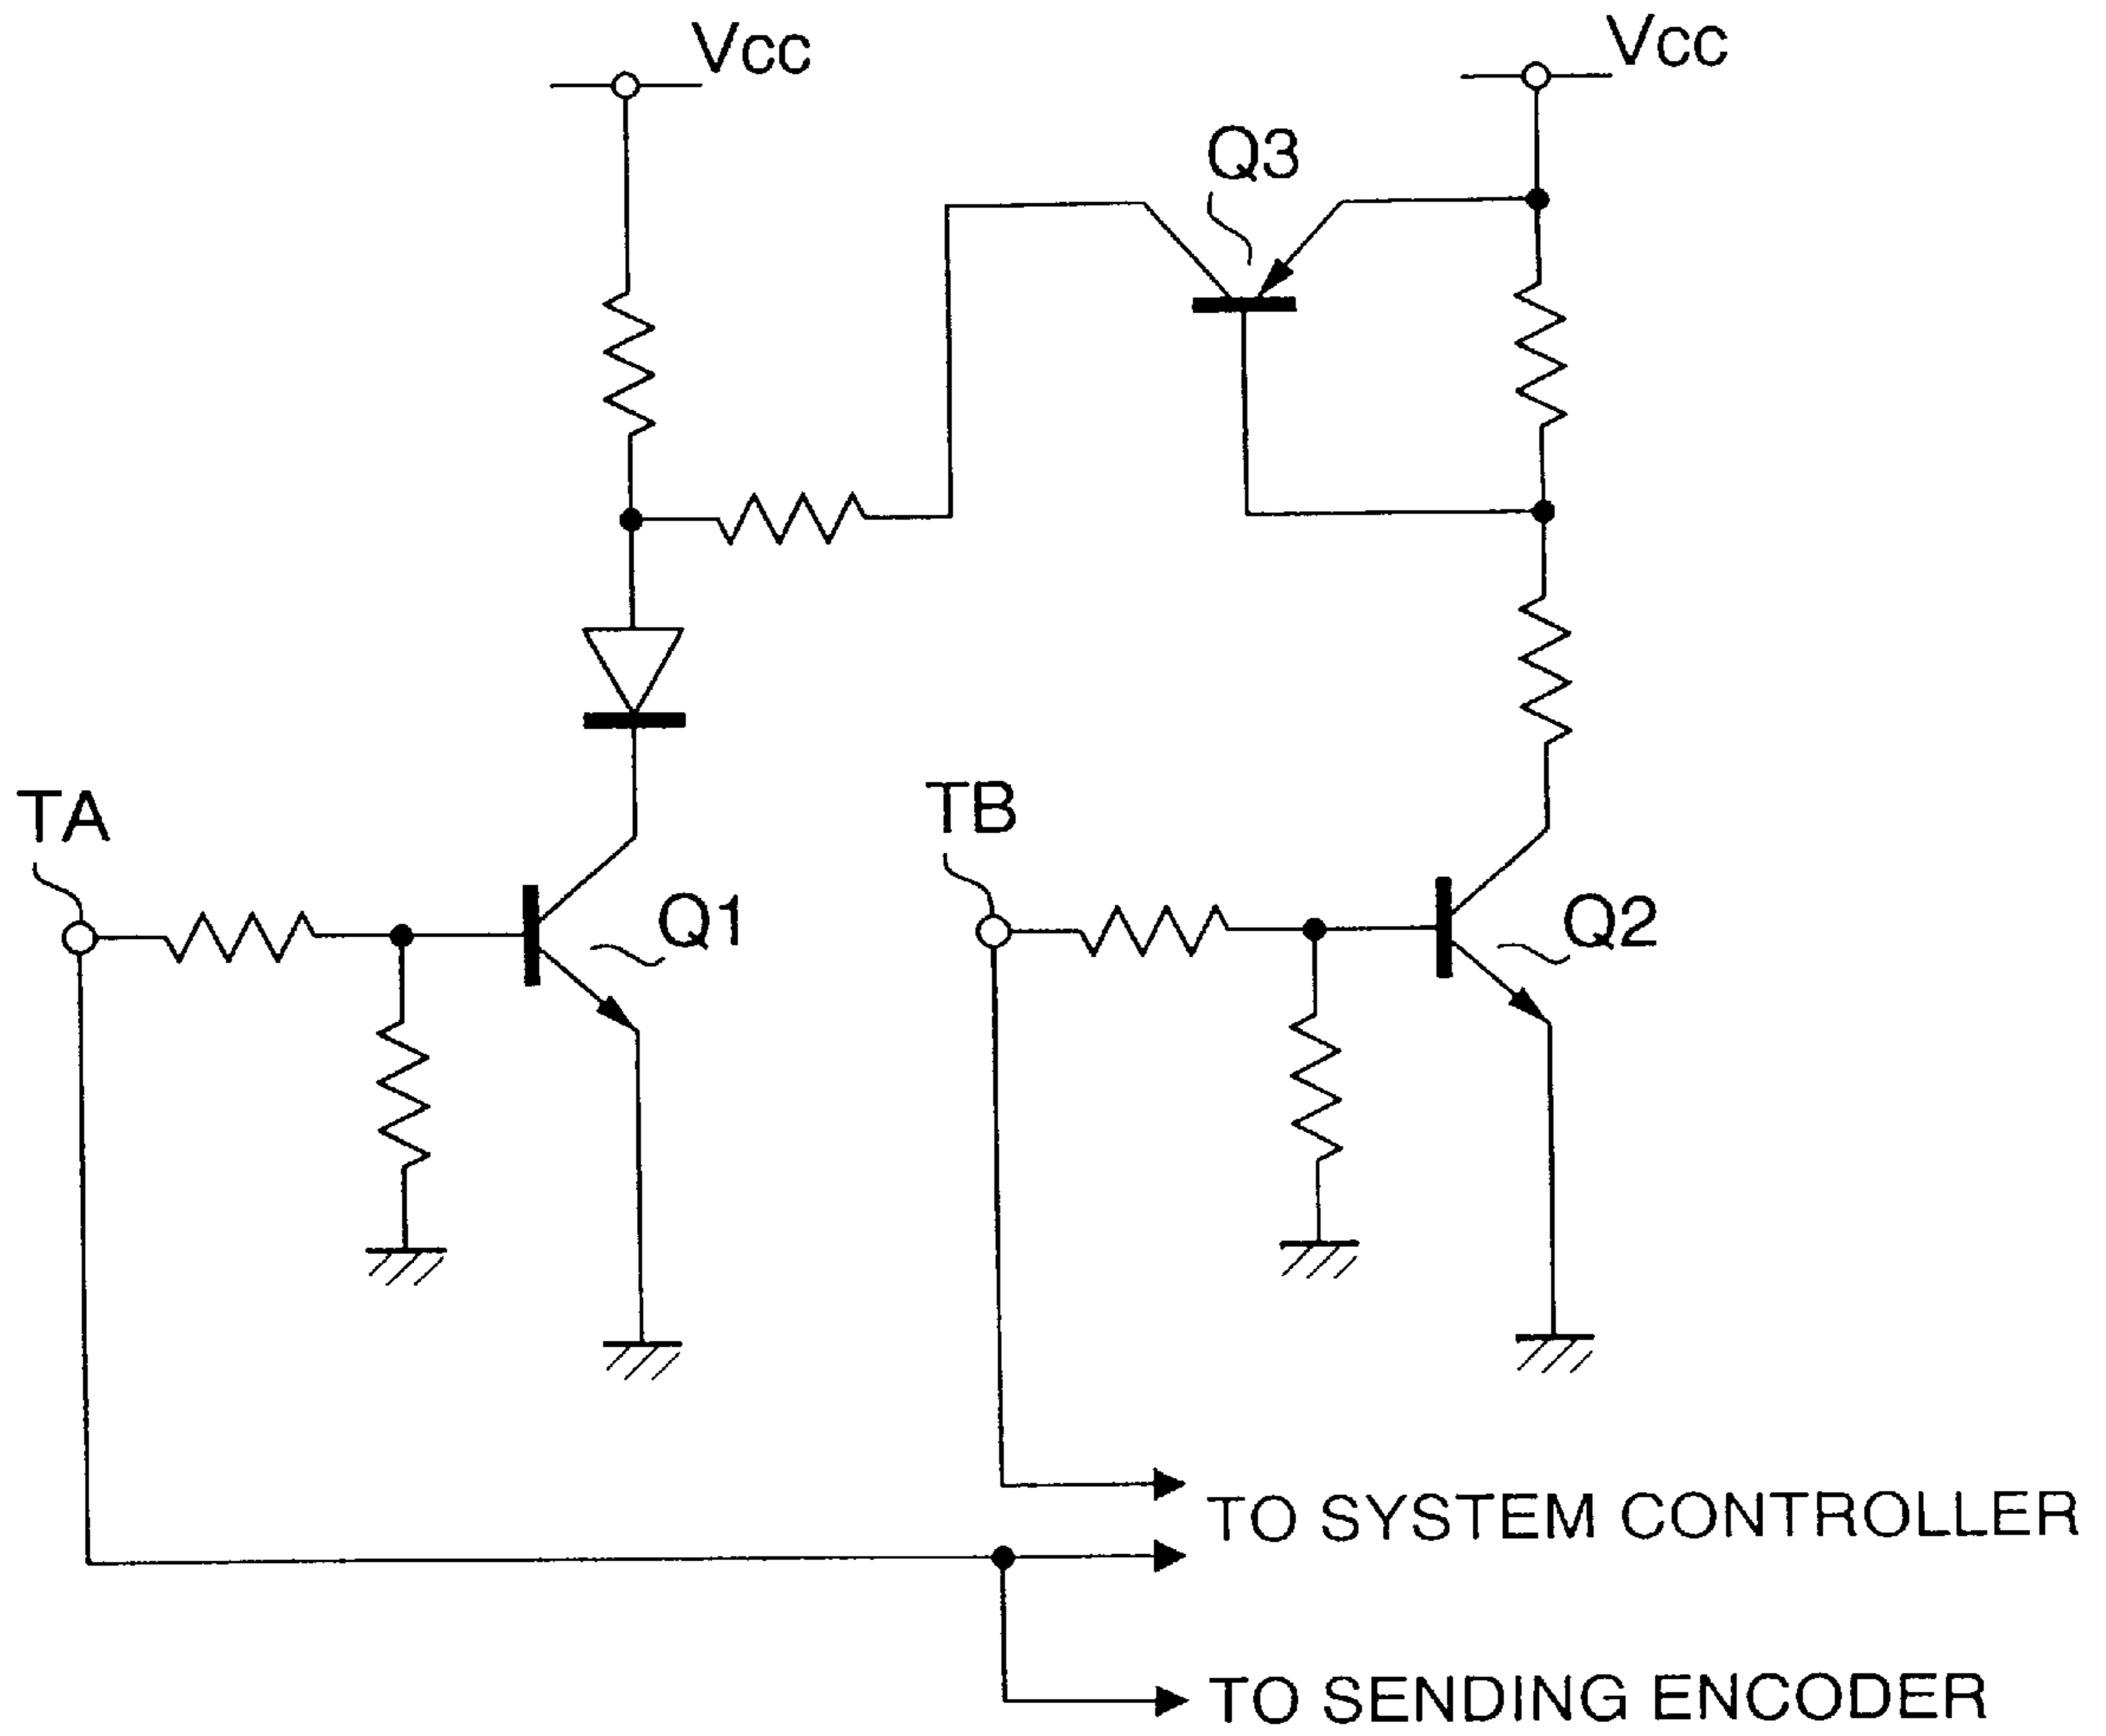 Vcc
Vcc
Q3
TA
TB
Q1
Q2
TO SYSTEM CONTROLLER
TO SENDING ENCODER